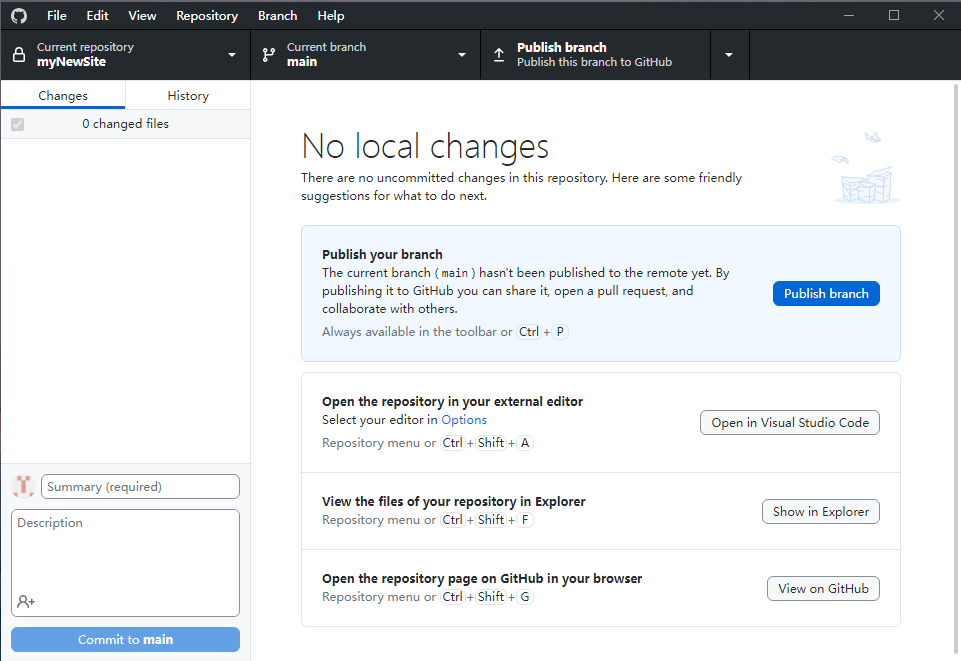 File Edit View Repository Branch Help
Current repository
myNewSite
Current branch
main
Publish branch
Publish this branch to GitHub
Changes History
0 changed files
No local changes
There are no uncommitted changes in this repository. Here are some friendly
suggestions for what to do next.
Publish your branch
The current branch ( main ) hasn't been published to the remote yet. By
publishing it to GitHub you can share it, open a pull request, and
collaborate with others.
Always available in the toolbar or Ctrl + P
Publish branch
Open the repository in your external editor
Select your editor in Options
Repository menu or Ctrl + Shift + A
Open in Visual Studio Code
View the files of your repository in Explorer
Repository menu or Ctrl + Shift + F
Show in Explorer
Open the repository page on GitHub in your browser
Repository menu or Ctrl + Shift + G
View on GitHub
Summary (required)
Description
Commit to main